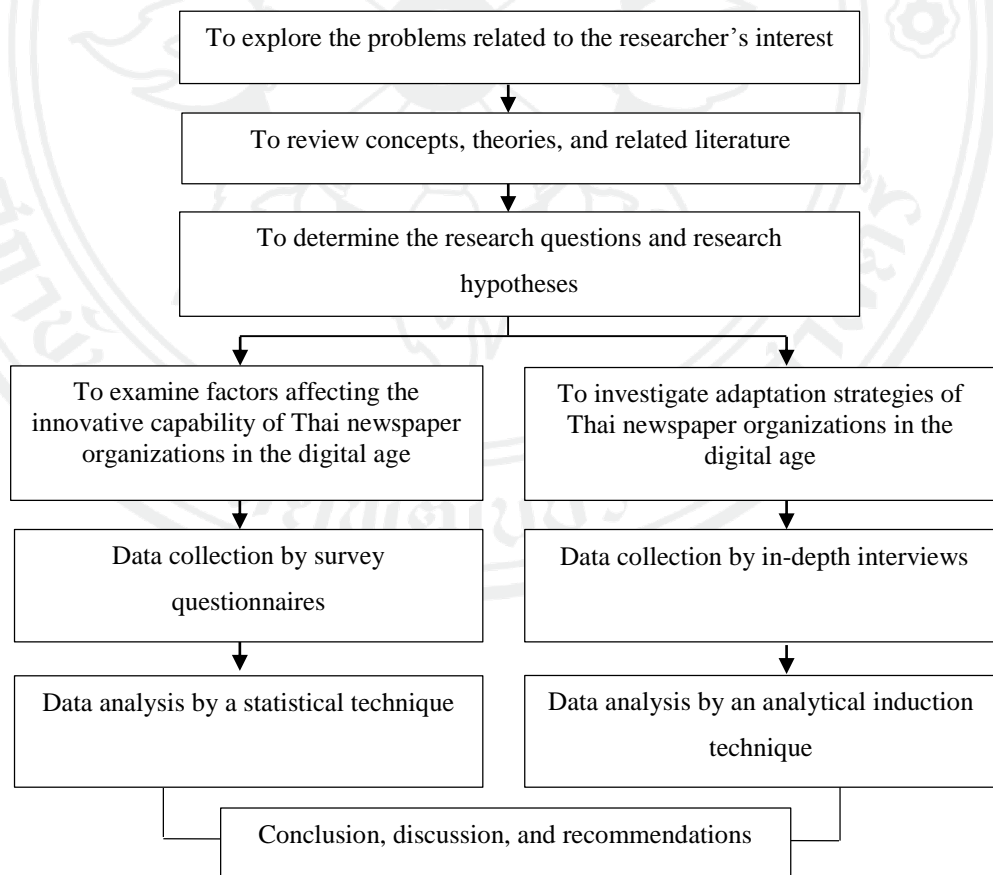 To explore the problems related to the researcher’s interest
To review concepts, theories, and related literature
To determine the research questions and research
hypotheses
To examine factors affecting the
innovative capability of Thai newspaper
organizations in the digital age
To investigate adaptation strategies of
Thai newspaper organizations in the
digital age
Data collection by survey
questionnaires
Data collection by in-depth interviews
Data analysis by a statistical technique
Data analysis by an analytical induction
technique
Conclusion, discussion, and recommendations